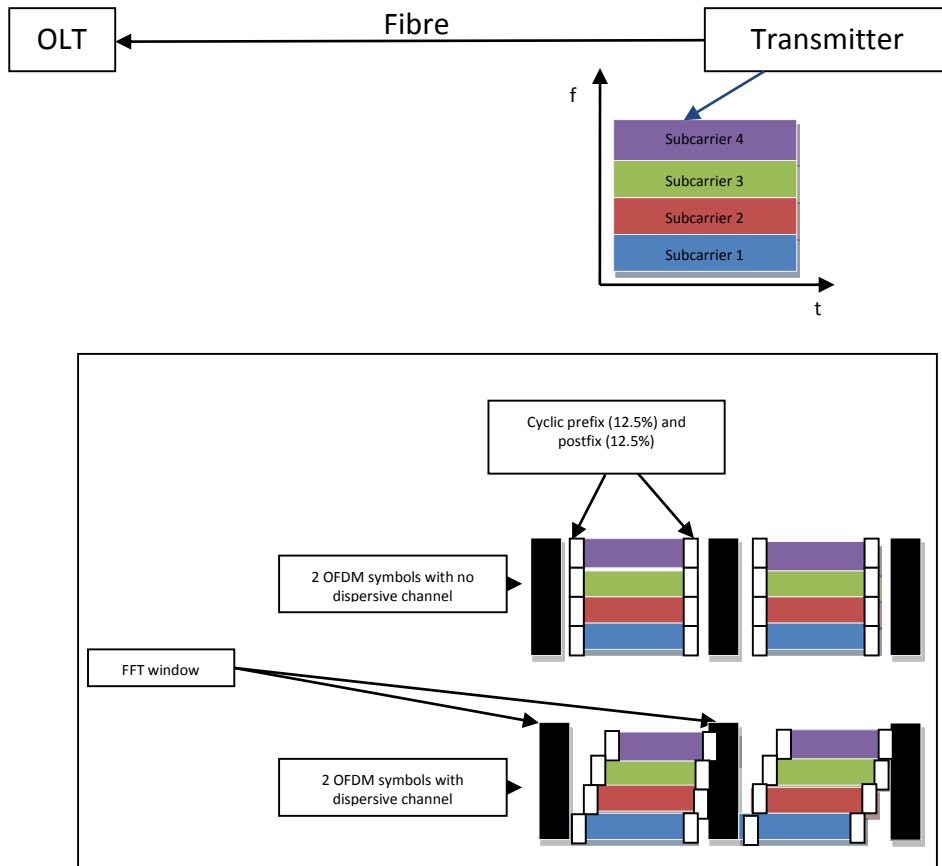 OLT
Fibre
Transmitter
f
Subcarrier 4
Subcarrier 3
Subcarrier 2
Subcarrier 1
t
Cyclic prefix (12.5%) and
postfix (12.5%)
2 OFDM symbols with no
dispersive channel
FFT window
2 OFDM symbols with
dispersive channel